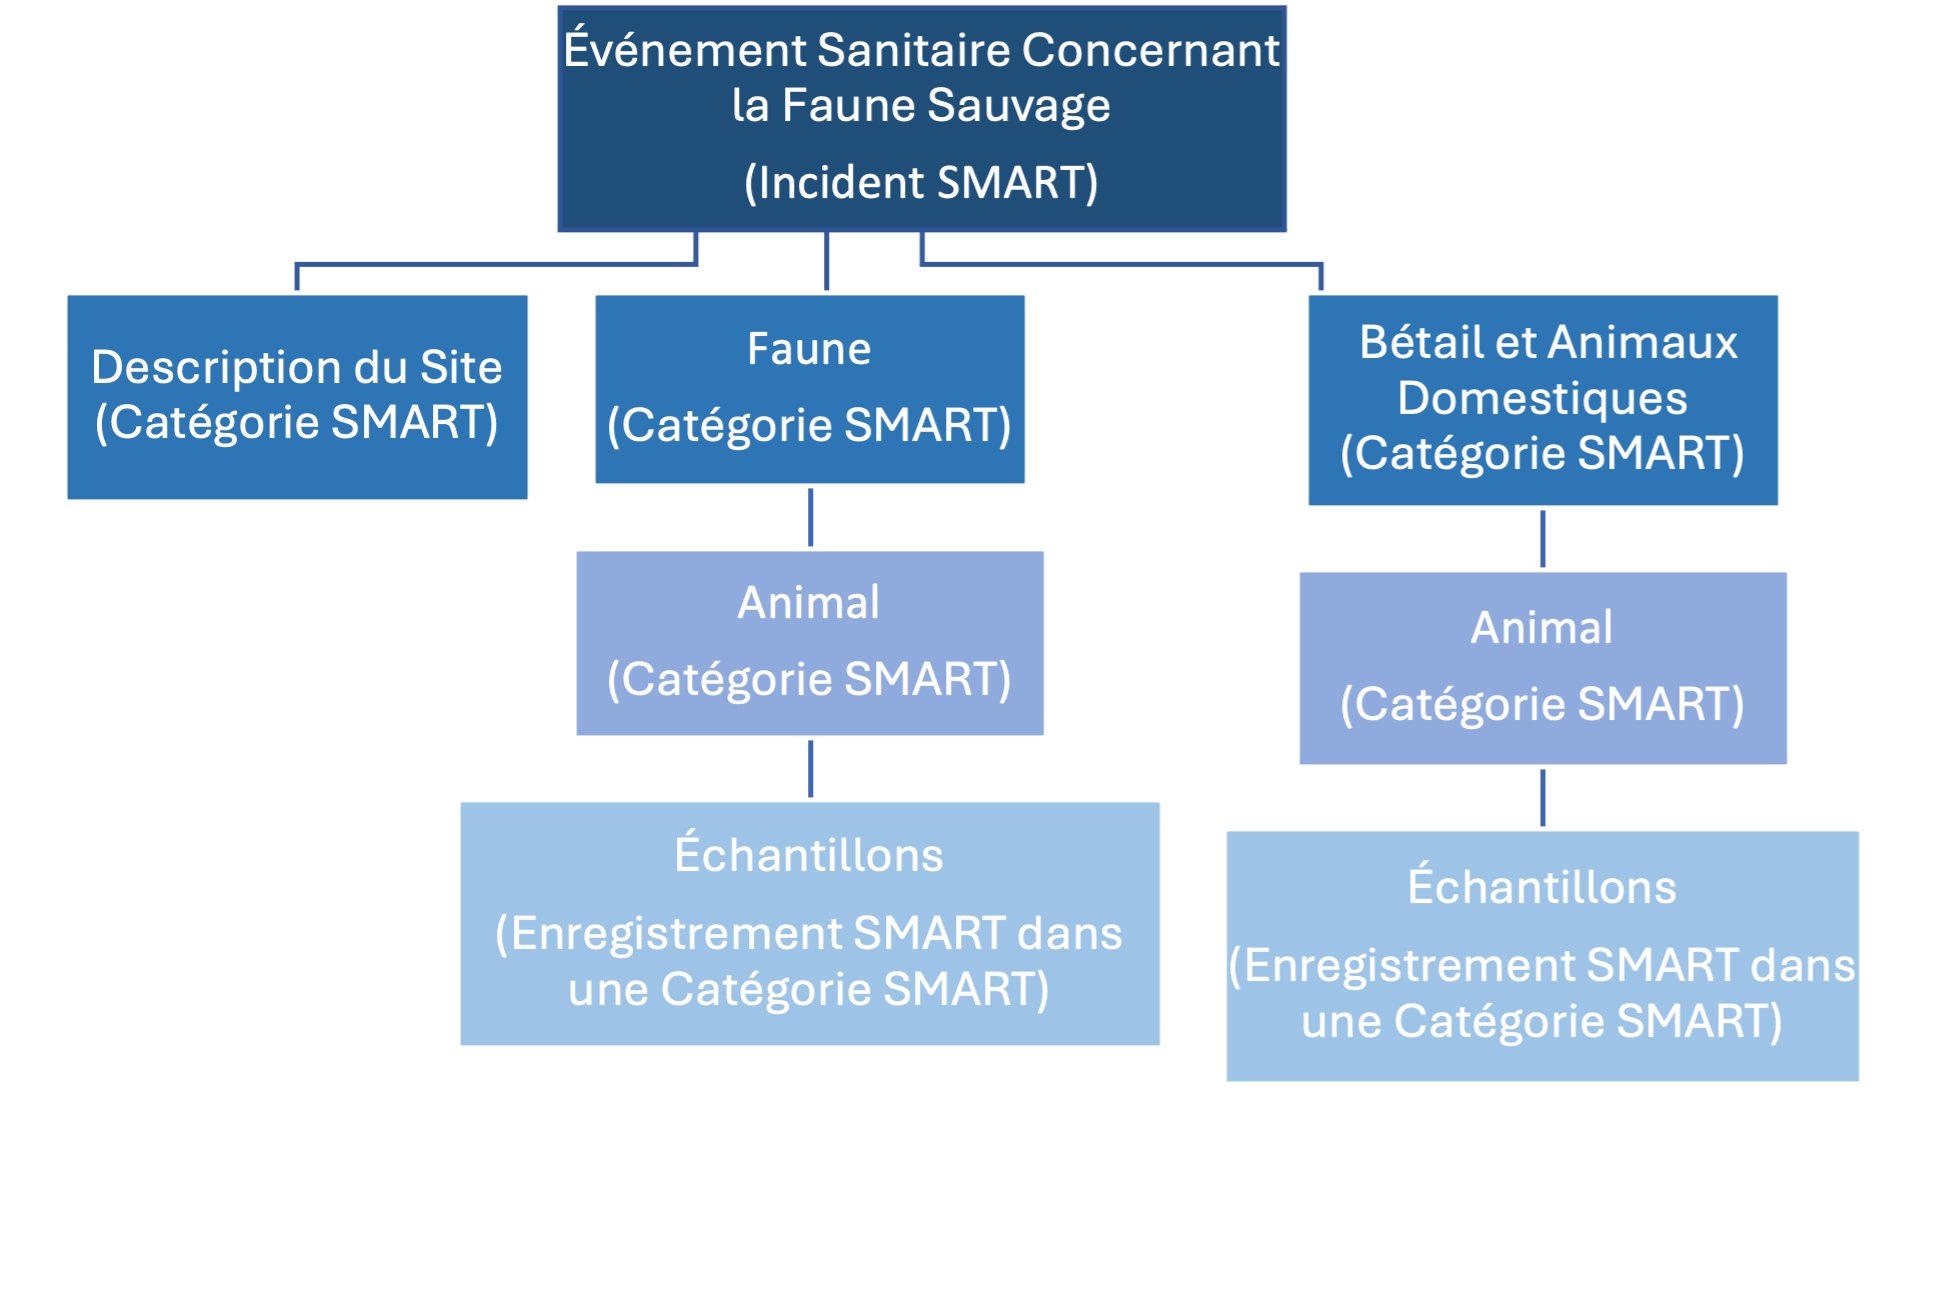 Événement Sanitaire Concernant
la Faune Sauvage
(Incident SMART)
Description du Site
(Catégorie SMART)
Faune
(Catégorie SMART)
Bétail et Animaux
Domestiques
(Catégorie SMART)
Animal
(Catégorie SMART)
Animal
(Catégorie SMART)
Échantillons
(Enregistrement SMART dans
une Catégorie SMART)
Échantillons
(Enregistrement SMART dans
une Catégorie SMART)